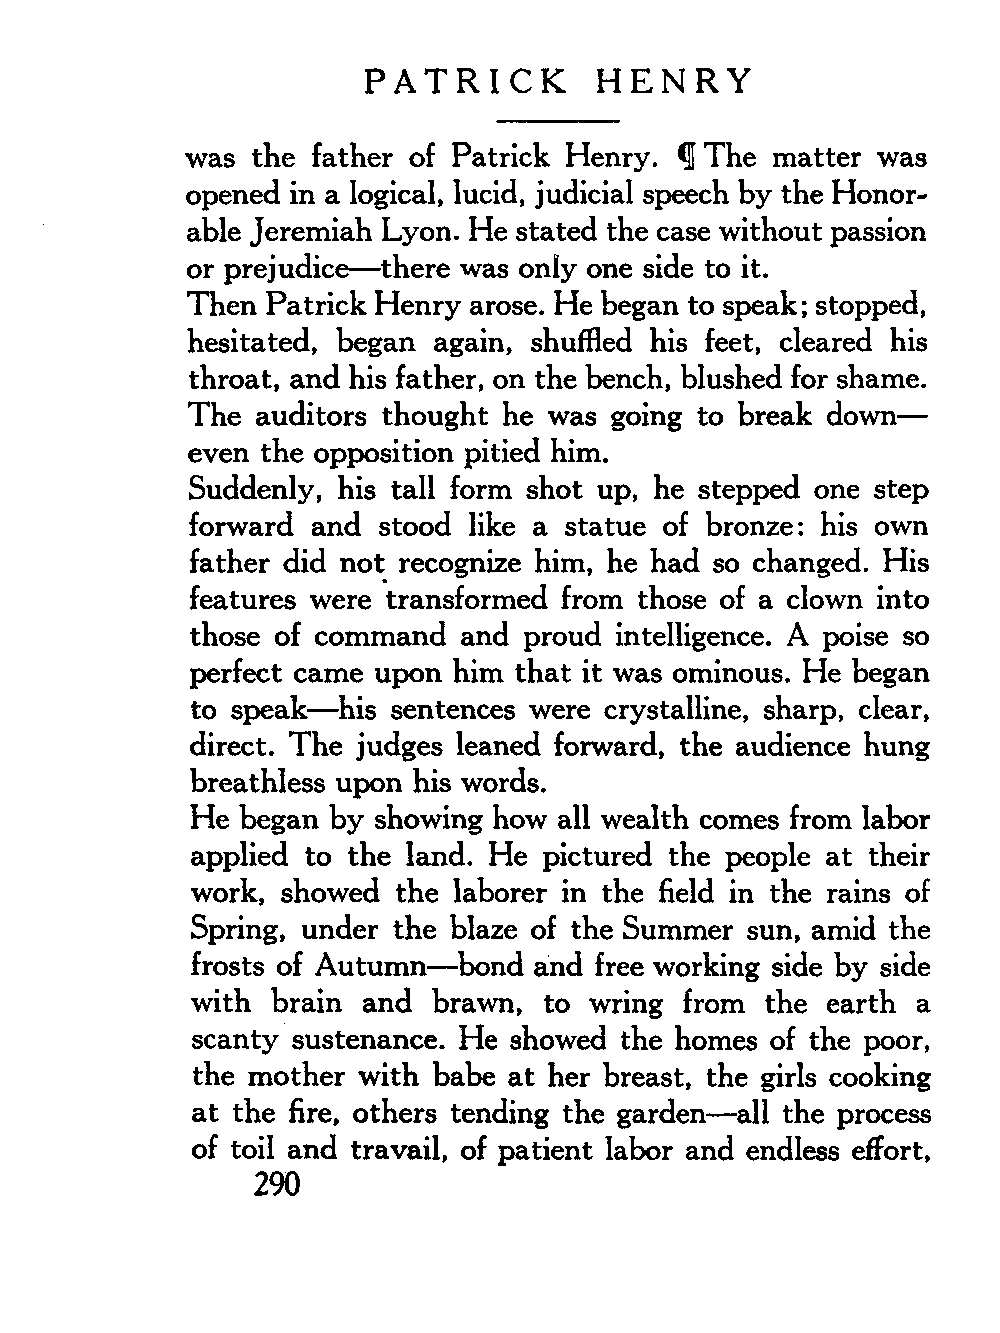 PATRICK HENRY
was the father of Patrick Henry. ¶ The matter was
opened in a logical, lucid, judicial speech by the Honor-
able Jeremiah Lyon. He stated the case without passion
or prejudice—there was only one side to it.
Then Patrick Henry arose. He began to speak; stopped,
hesitated, began again, shuffled his feet, cleared his
throat, and his father, on the bench, blushed for shame.
The auditors thought he was going to break down—
even the opposition pitied him.
Suddenly, his tall form shot up, he stepped one step
forward and stood like a statue of bronze: his own
father did not recognize him, he had so changed. His
features were transformed from those of a clown into
those of command and proud intelligence. A poise so
perfect came upon him that it was ominous. He began
to speak—his sentences were crystalline, sharp, clear,
direct. The judges leaned forward, the audience hung
breathless upon his words.
He began by showing how all wealth comes from labor
applied to the land. He pictured the people at their
work, showed the laborer in the field in the rains of
Spring, under the blaze of the Summer sun, amid the
frosts of Autumn—bond and free working side by side
with brain and brawn, to wring from the earth a
scanty sustenance. He showed the homes of the poor,
the mother with babe at her breast, the girls cooking
at the fire, others tending the garden—all the process
of toil and travail, of patient labor and endless effort,
290